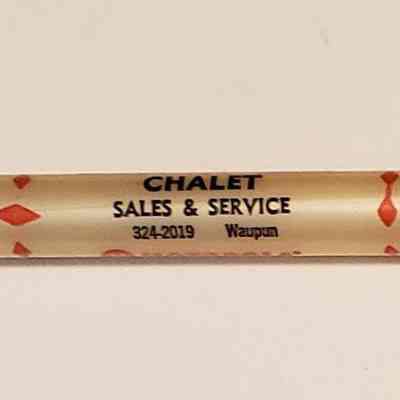 CHALET
SALES & SERVICE
324-2019 Waupun